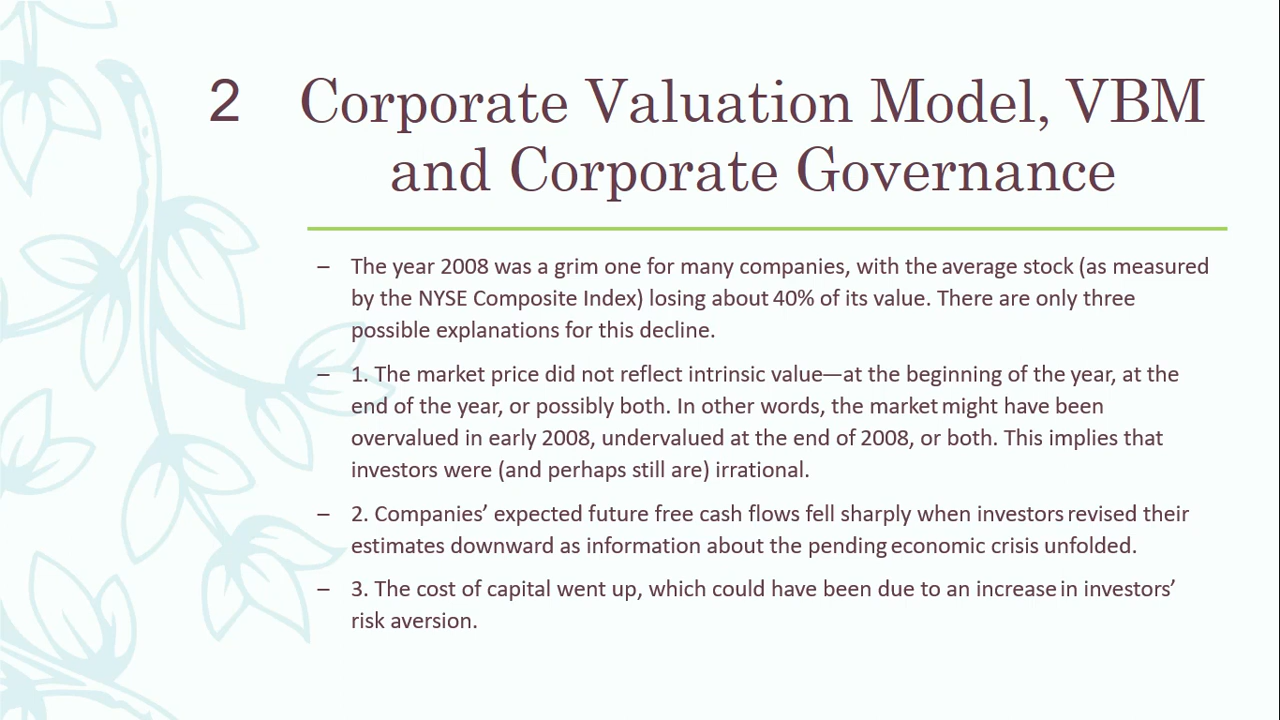 2 Corporate Valuation Model, VBM
and Corporate Governance
– The year 2008 was a grim one for many companies, with the average stock (as measured
by the NYSE Composite Index) losing about 40% of its value. There are only three
possible explanations for this decline.
– 1. The market price did not reflect intrinsic value—at the beginning of the year, at the
end of the year, or possibly both. In other words, the market might have been
overvalued in early 2008, undervalued at the end of 2008, or both. This implies that
investors were (and perhaps still are) irrational.
– 2. Companies’ expected future free cash flows fell sharply when investors revised their
estimates downward as information about the pending economic crisis unfolded.
– 3. The cost of capital went up, which could have been due to an increase in investors’
risk aversion.